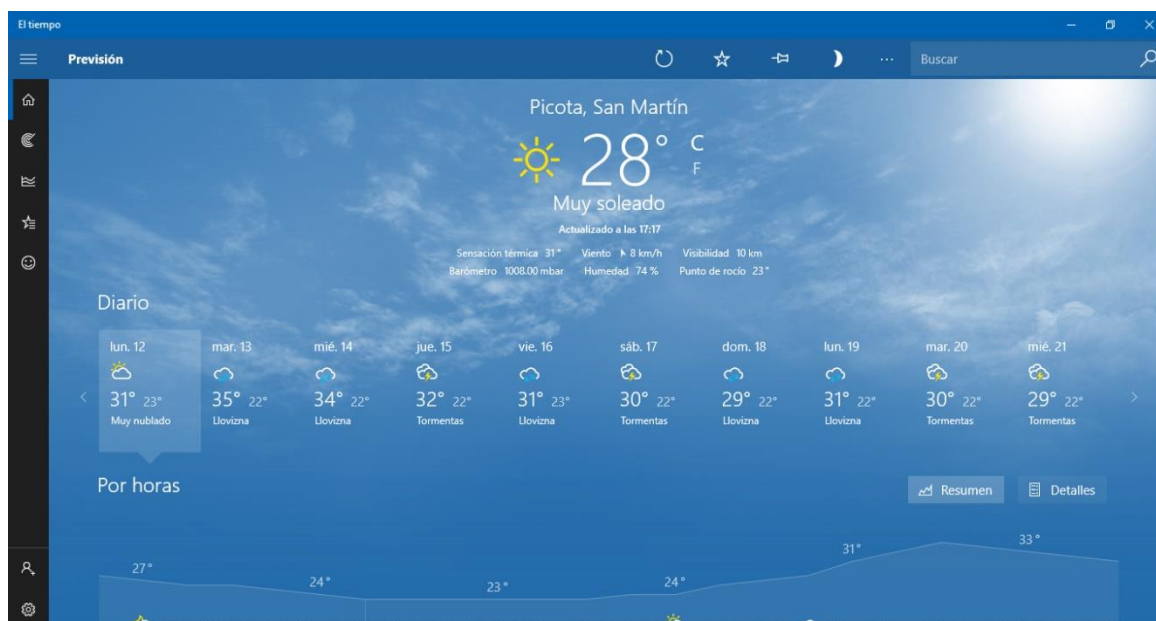 El tiempo
Previsión
Buscar
Picota, San Martín
28° C
F
Muy soleado
Actualizado a las 17:17
Sensación térmica 31° Viento 8 km/h Visibilidad 10 km
Barómetro 1008.00 mbar Humedad 74 % Punto de rocío 23°
Diario
lun. 12 mar. 13 mié. 14 jue. 15 vie. 16 sáb. 17 dom. 18 lun. 19 mar. 20 mié. 21
31° 23° 35° 22° 34° 22° 32° 22° 31° 23° 30° 22° 29° 22° 31° 22° 30° 22° 29° 22°
Muy nublado Llovizna Llovizna Tormentas Llovizna Tormentas Llovizna Llovizna Tormentas Tormentas
Por horas
Resumen Detalles
27° 24° 23° 24° 31° 33°